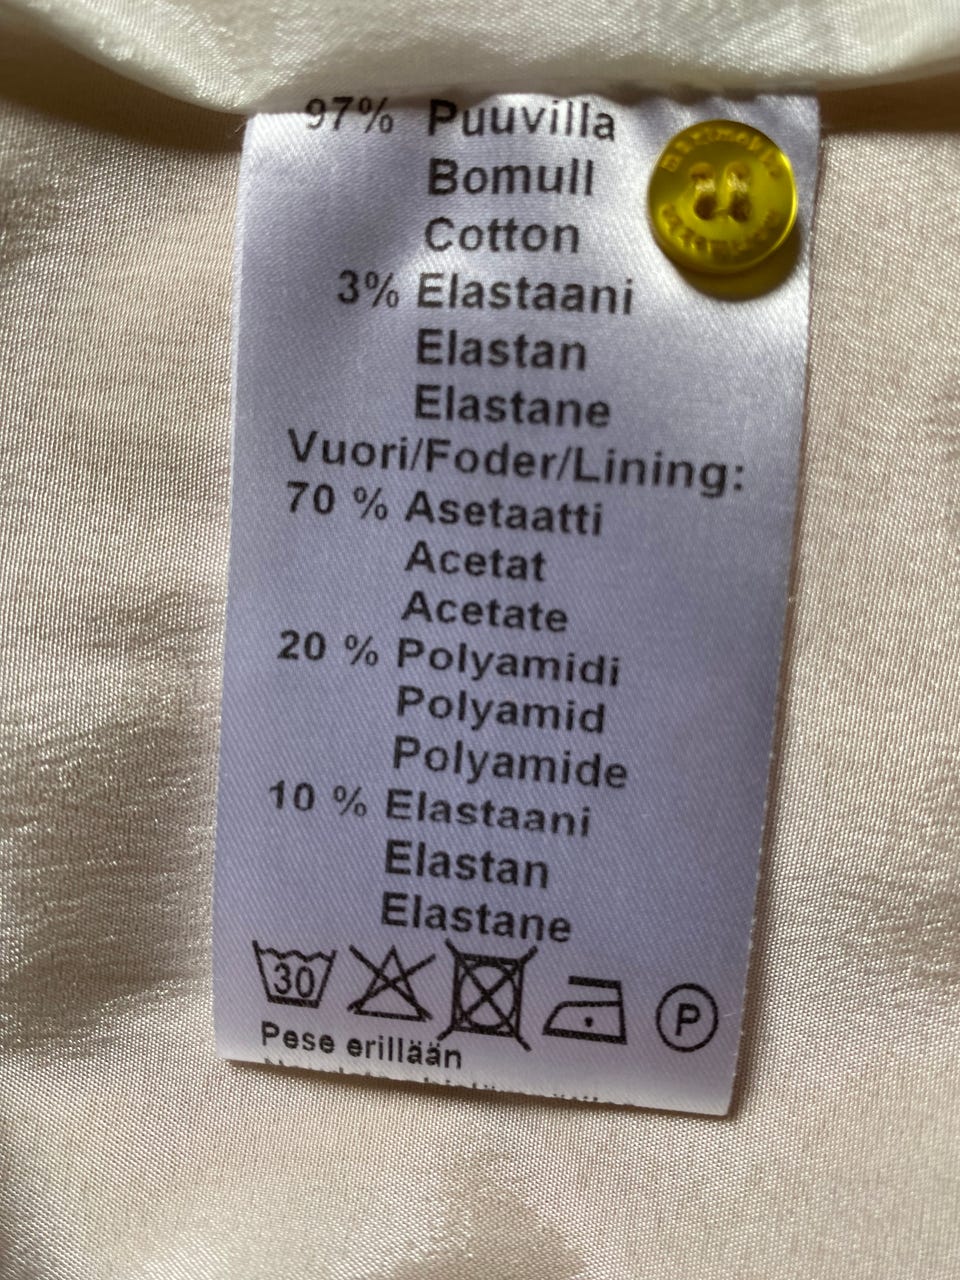 97% Puuvilla
Bomull
Cotton
3% Elastaani
Elastan
Elastane
Vuori/Foder/Lining:
70 % Asetaatti
Acetat
Acetate
20 % Polyamidi
Polyamid
Polyamide
10 % Elastaani
Elastan
Elastane
30 P
Pese erillään